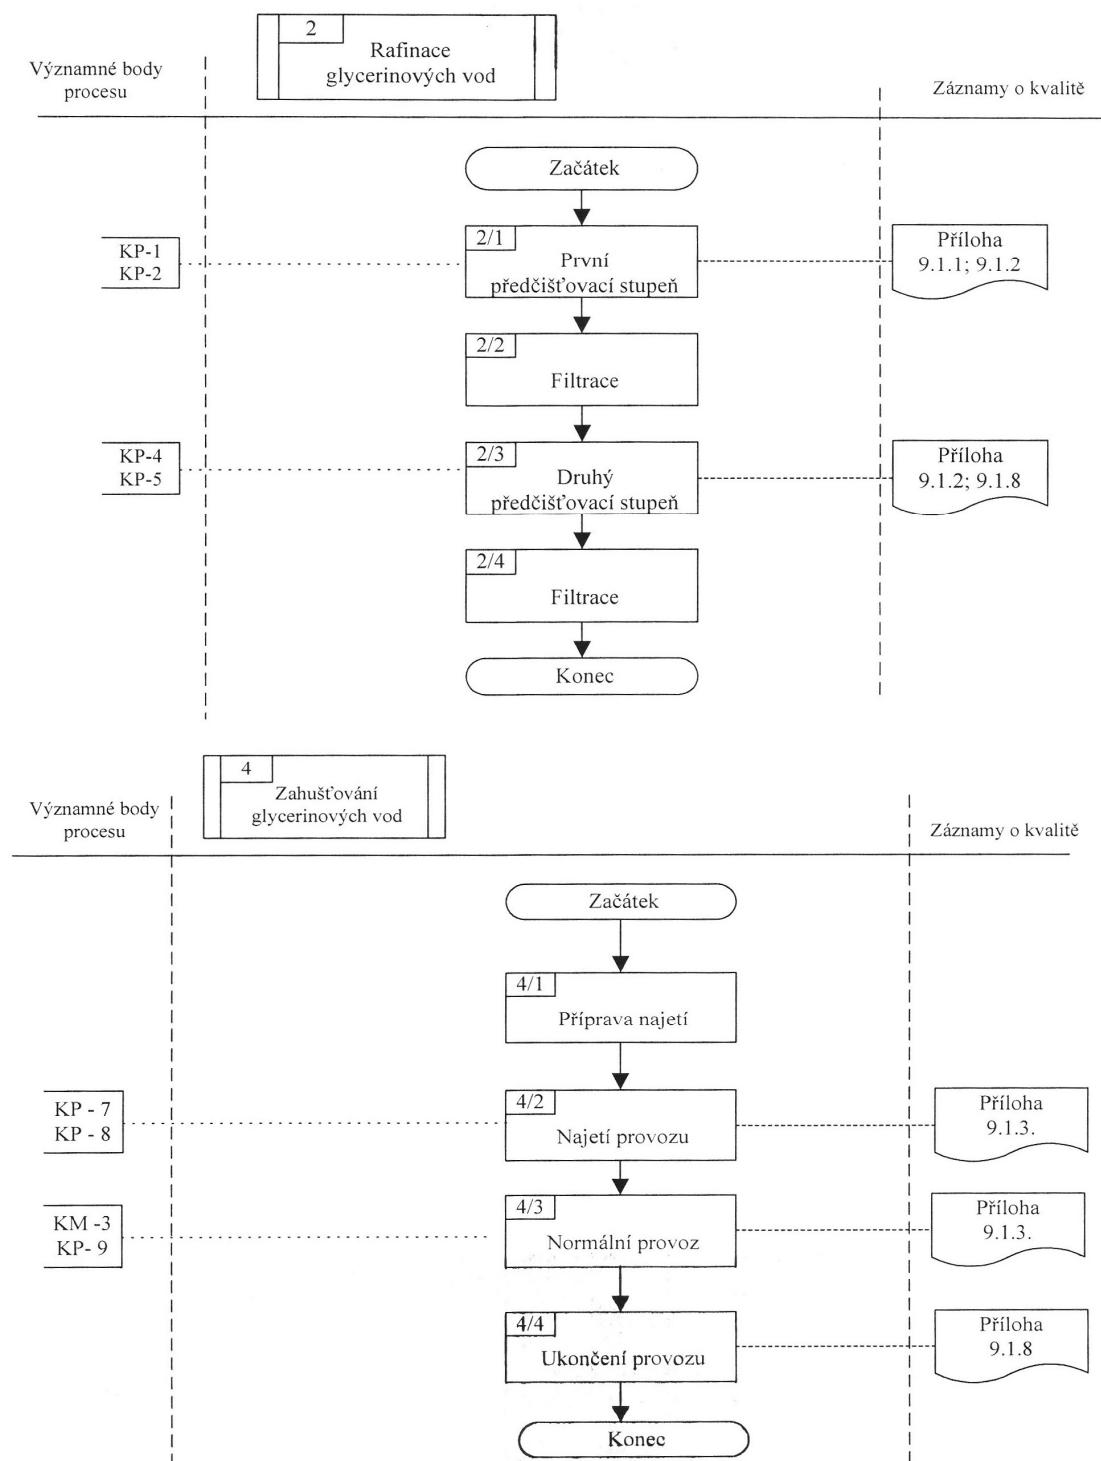 2
Rafinace
glycerinových vod
Významné body
procesu
Záznamy o kvalitě
Začátek
KP-1
KP-2
2/1
První
předčišťovací stupeň
Příloha
9.1.1; 9.1.2
2/2
Filtrace
KP-4
KP-5
2/3
Druhý
předčišťovací stupeň
Příloha
9.1.2; 9.1.8
2/4
Filtrace
Konec
4
Zahušťování
glycerinových vod
Významné body
procesu
Záznamy o kvalitě
Začátek
4/1
Příprava najetí
KP - 7
KP - 8
4/2
Najetí provozu
Příloha
9.1.3.
KM -3
KP- 9
4/3
Normální provoz
Příloha
9.1.3.
4/4
Ukončení provozu
Příloha
9.1.8
Konec